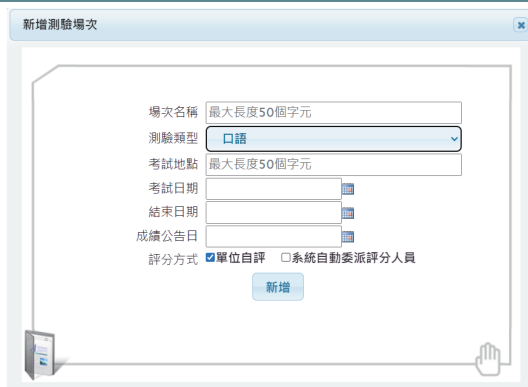 新增測驗場次
場次名稱 最大長度50個字元
測驗類型 口語
考試地點 最大長度50個字元
考試日期
結束日期
成績公告日
評分方式 單位自評 系統自動委派評分人員
新增